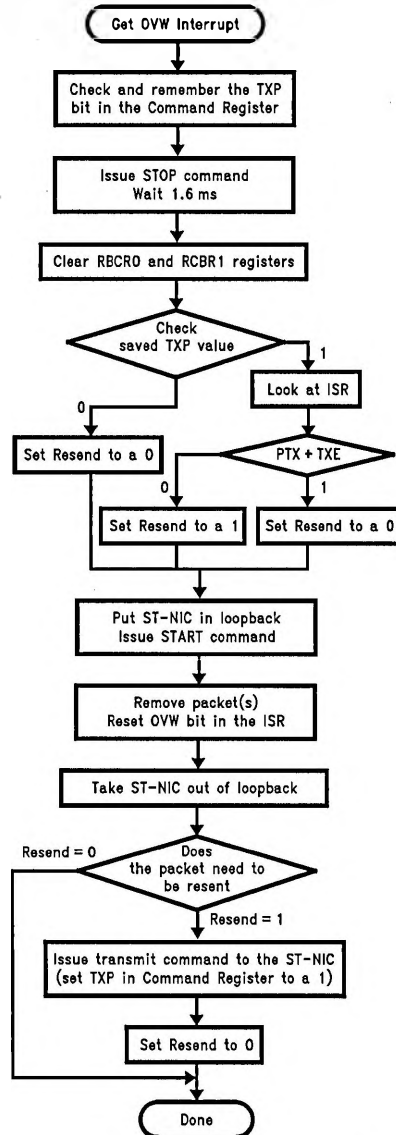 Get OVW Interrupt
Check and remember the TXP
bit in the Command Register
Issue STOP command
Wait 1.6 ms
Clear RBCR0 and RCBR1 registers
Check
saved TXP value
1
Look at ISR
0
Set Resend to a 0
PTX + TXE
0
1
Set Resend to a 1
Set Resend to a 0
Put ST-NIC in loopback
Issue START command
Remove packet(s)
Reset OVW bit in the ISR
Take ST-NIC out of loopback
Resend = 0
Does
the packet need to
be resent
Resend = 1
Issue transmit command to the ST-NIC
(set TXP in Command Register to a 1)
Set Resend to 0
Done